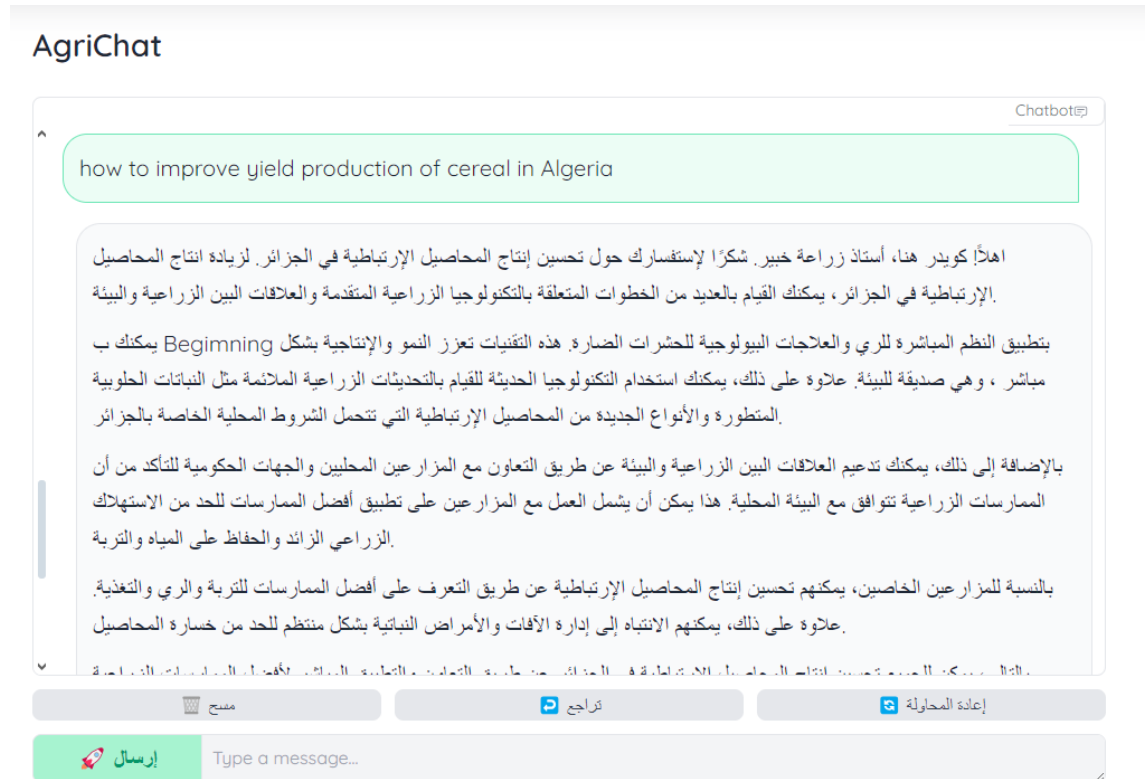 AgriChat
Chatbot
how to improve yield production of cereal in Algeria
اهلاً! كويدر هنا، أستاذ زراعة خبير. شكرًا لإستفسارك حول تحسين إنتاج المحاصيل الإرتباطية في الجزائر. لزيادة انتاج المحاصيل
الإرتباطية في الجزائر ، يمكنك القيام بالعديد من الخطوات المتعلقة بالتكنولوجيا الزراعية المتقدمة والعلاقات البين الزراعية والبيئة.
بتطبيق النظم المباشرة للري والعلاجات البيولوجية للحشرات الضارة. هذه التقنيات تعزز النمو والإنتاجية بشكل Begimning يمكنك ب
مباشر ، وهي صديقة للبيئة. علاوة على ذلك، يمكنك استخدام التكنولوجيا الحديثة للقيام بالتحديثات الزراعية الملائمة مثل النباتات الحلوبية
المتطورة والأنواع الجديدة من المحاصيل الإرتباطية التي تتحمل الشروط المحلية الخاصة بالجزائر.
بالإضافة إلى ذلك، يمكنك تدعيم العلاقات البين الزراعية والبيئة عن طريق التعاون مع المزارعين المحليين والجهات الحكومية للتأكد من أن
الممارسات الزراعية تتوافق مع البيئة المحلية. هذا يمكن أن يشمل العمل مع المزارعين على تطبيق أفضل الممارسات للحد من الاستهلاك
الزراعي الزائد والحفاظ على المياه والتربة.
بالنسبة للمزارعين الخاصين، يمكنهم تحسين إنتاج المحاصيل الإرتباطية عن طريق التعرف على أفضل الممارسات للتربة والري والتغذية.
علاوة على ذلك، يمكنهم الانتباه إلى إدارة الآفات والأمراض النباتية بشكل منتظم للحد من خسارة المحاصيل.
إعادة المحاولة
تراجع
مسح
إرسال
Type a message...